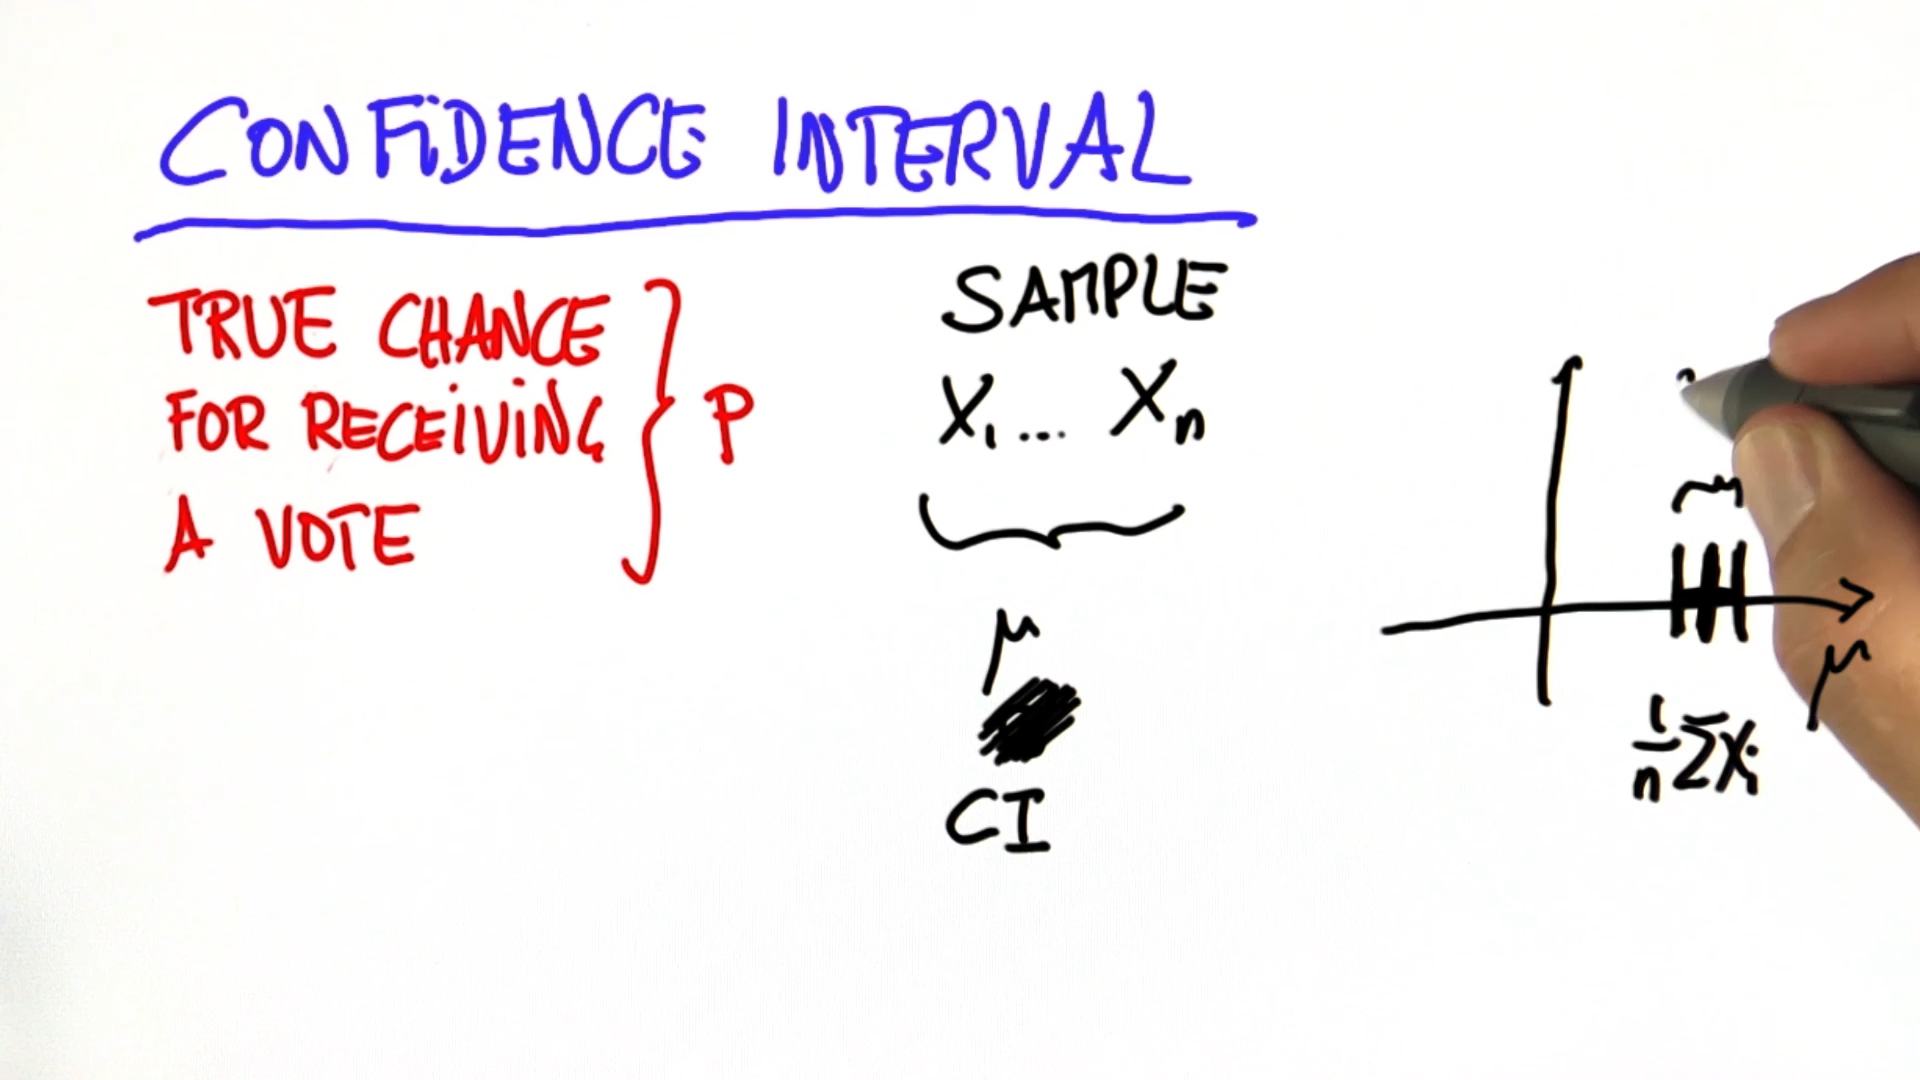 CONFIDENCE INTERVAL
TRUE CHANCE
FOR RECEIVING
A VOTE
P
SAMPLE
X₁ ... Xₙ
μ
CI
μ
1/n ΣXᵢ